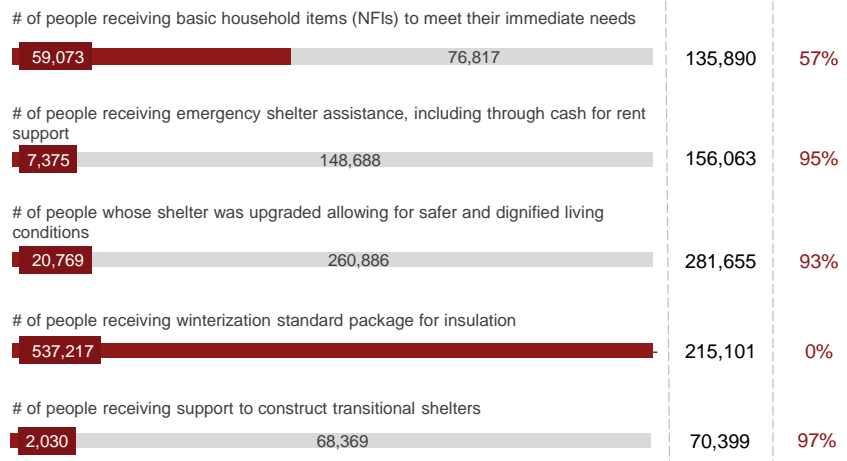 # of people receiving basic household items (NFIs) to meet their immediate needs
59,073 76,817 135,890 57%
# of people receiving emergency shelter assistance, including through cash for rent
support
7,375 148,688 156,063 95%
# of people whose shelter was upgraded allowing for safer and dignified living
conditions
20,769 260,886 281,655 93%
# of people receiving winterization standard package for insulation
537,217 - 215,101 0%
# of people receiving support to construct transitional shelters
2,030 68,369 70,399 97%